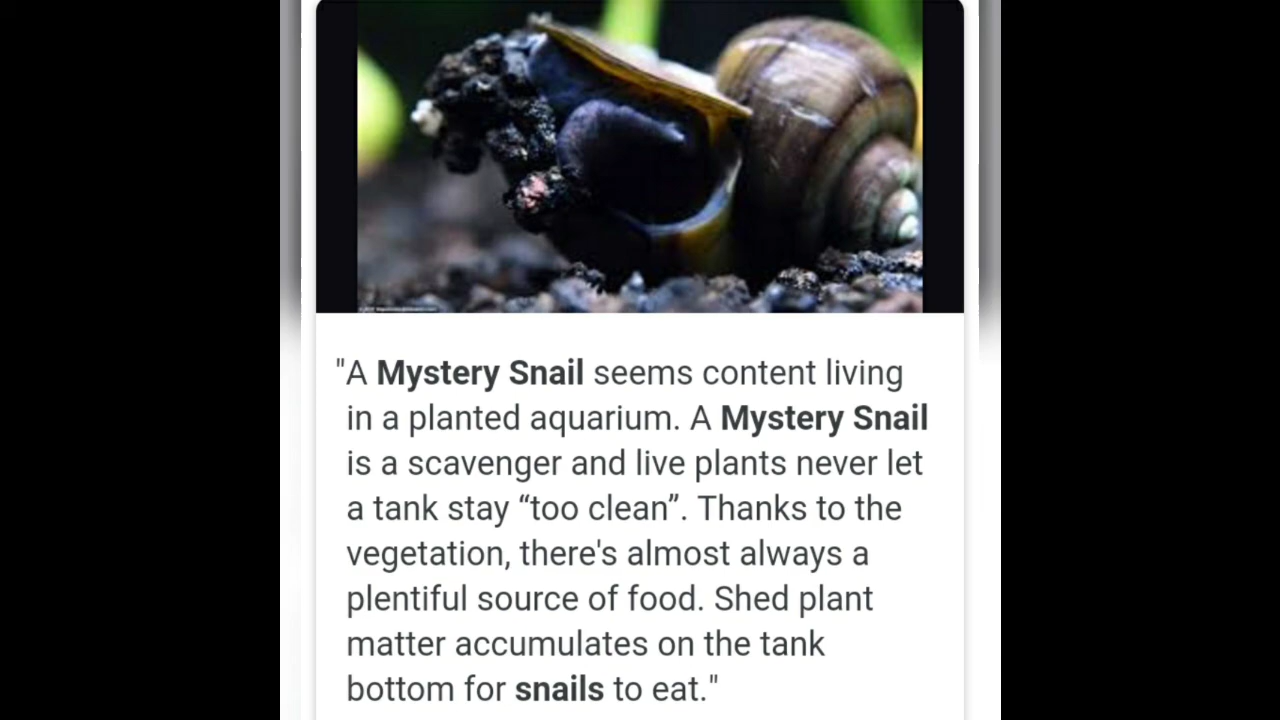 "A Mystery Snail seems content living
in a planted aquarium. A Mystery Snail
is a scavenger and live plants never let
a tank stay “too clean”. Thanks to the
vegetation, there's almost always a
plentiful source of food. Shed plant
matter accumulates on the tank
bottom for snails to eat."